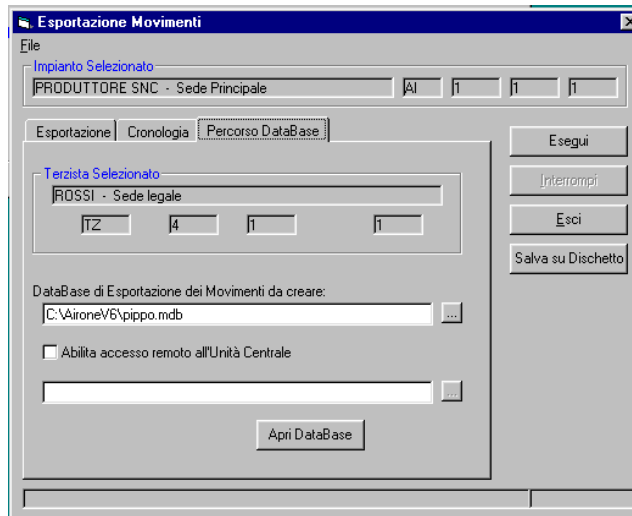 Esportazione Movimenti
File
Impianto Selezionato
PRODUTTORE SNC - Sede Principale AI 1 1 1
Esportazione Cronologia Percorso DataBase
Esegui
Terzista Selezionato
Interrompi
ROSSI - Sede legale
TZ 4 1 1
Esci
Salva su Dischetto
DataBase di Esportazione dei Movimenti da creare:
C:\AironeV6\pippo.mdb ...
Abilita accesso remoto all'Unità Centrale
...
Apri DataBase